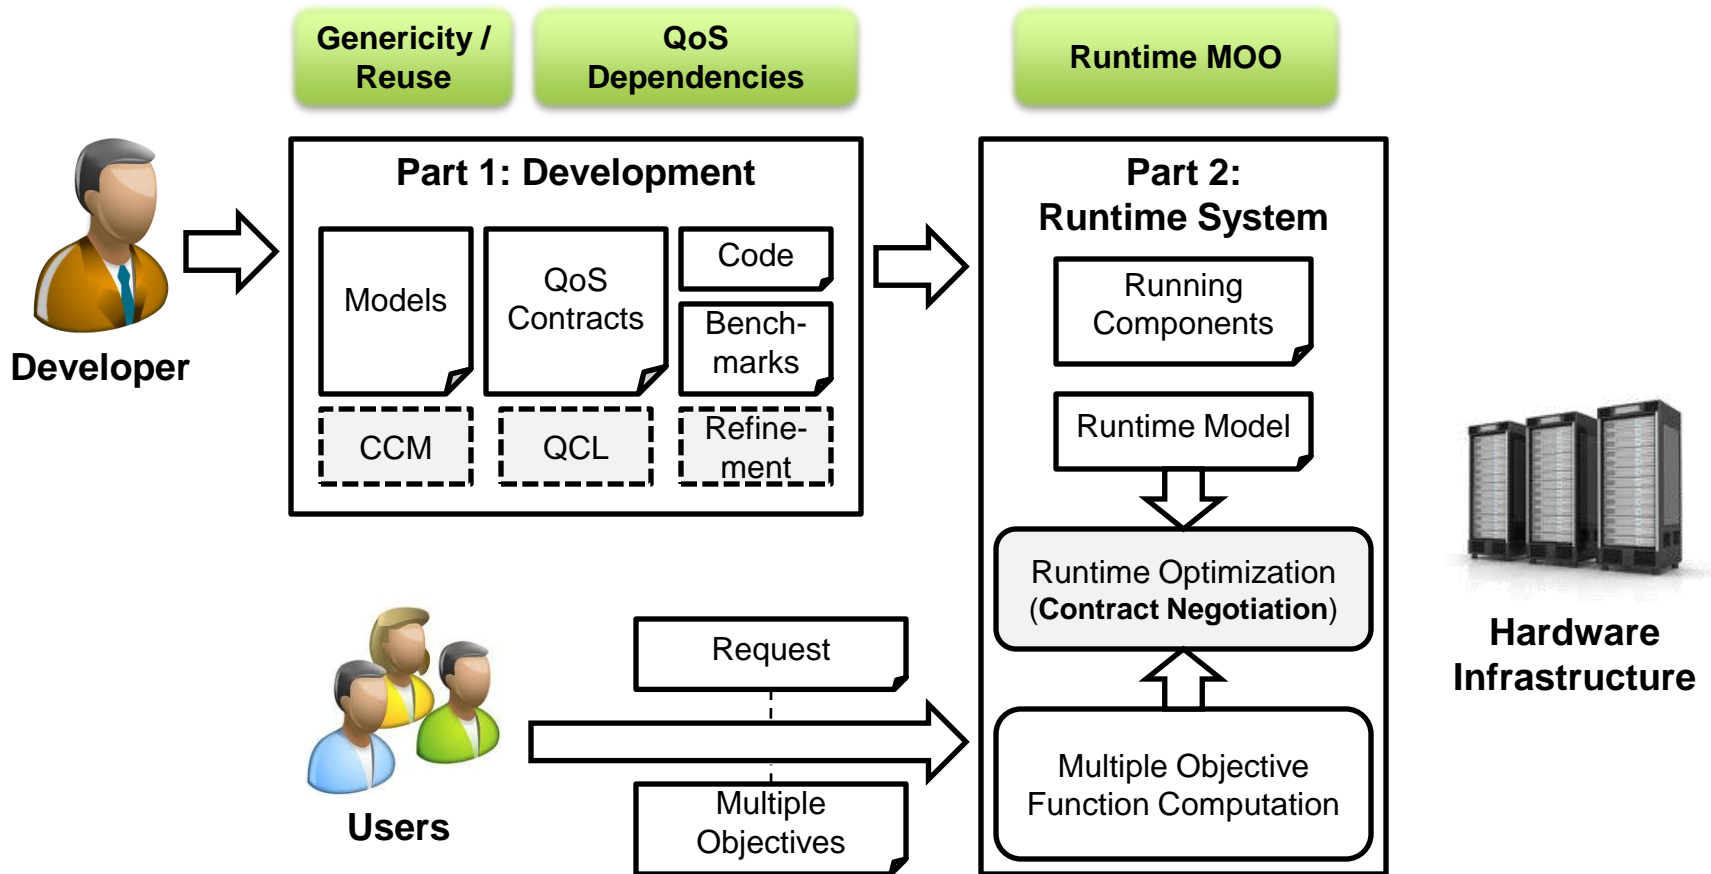 Genericity /
Reuse
QoS
Dependencies
Runtime MOO
Developer
Part 1: Development
Models
QoS
Contracts
Code
Bench-
marks
CCM
QCL
Refine-
ment
Part 2:
Runtime System
Running
Components
Runtime Model
Runtime Optimization
(Contract Negotiation)
Multiple Objective
Function Computation
Hardware
Infrastructure
Users
Request
Multiple
Objectives